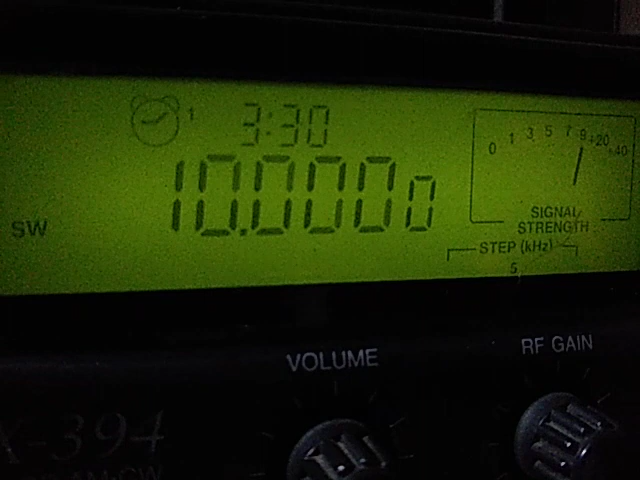 1 3:30
10.0000
SW
0 1 3 5 7 9 +20 +40
SIGNAL
STRENGTH
STEP (kHz)
5
VOLUME
RF GAIN
X-394